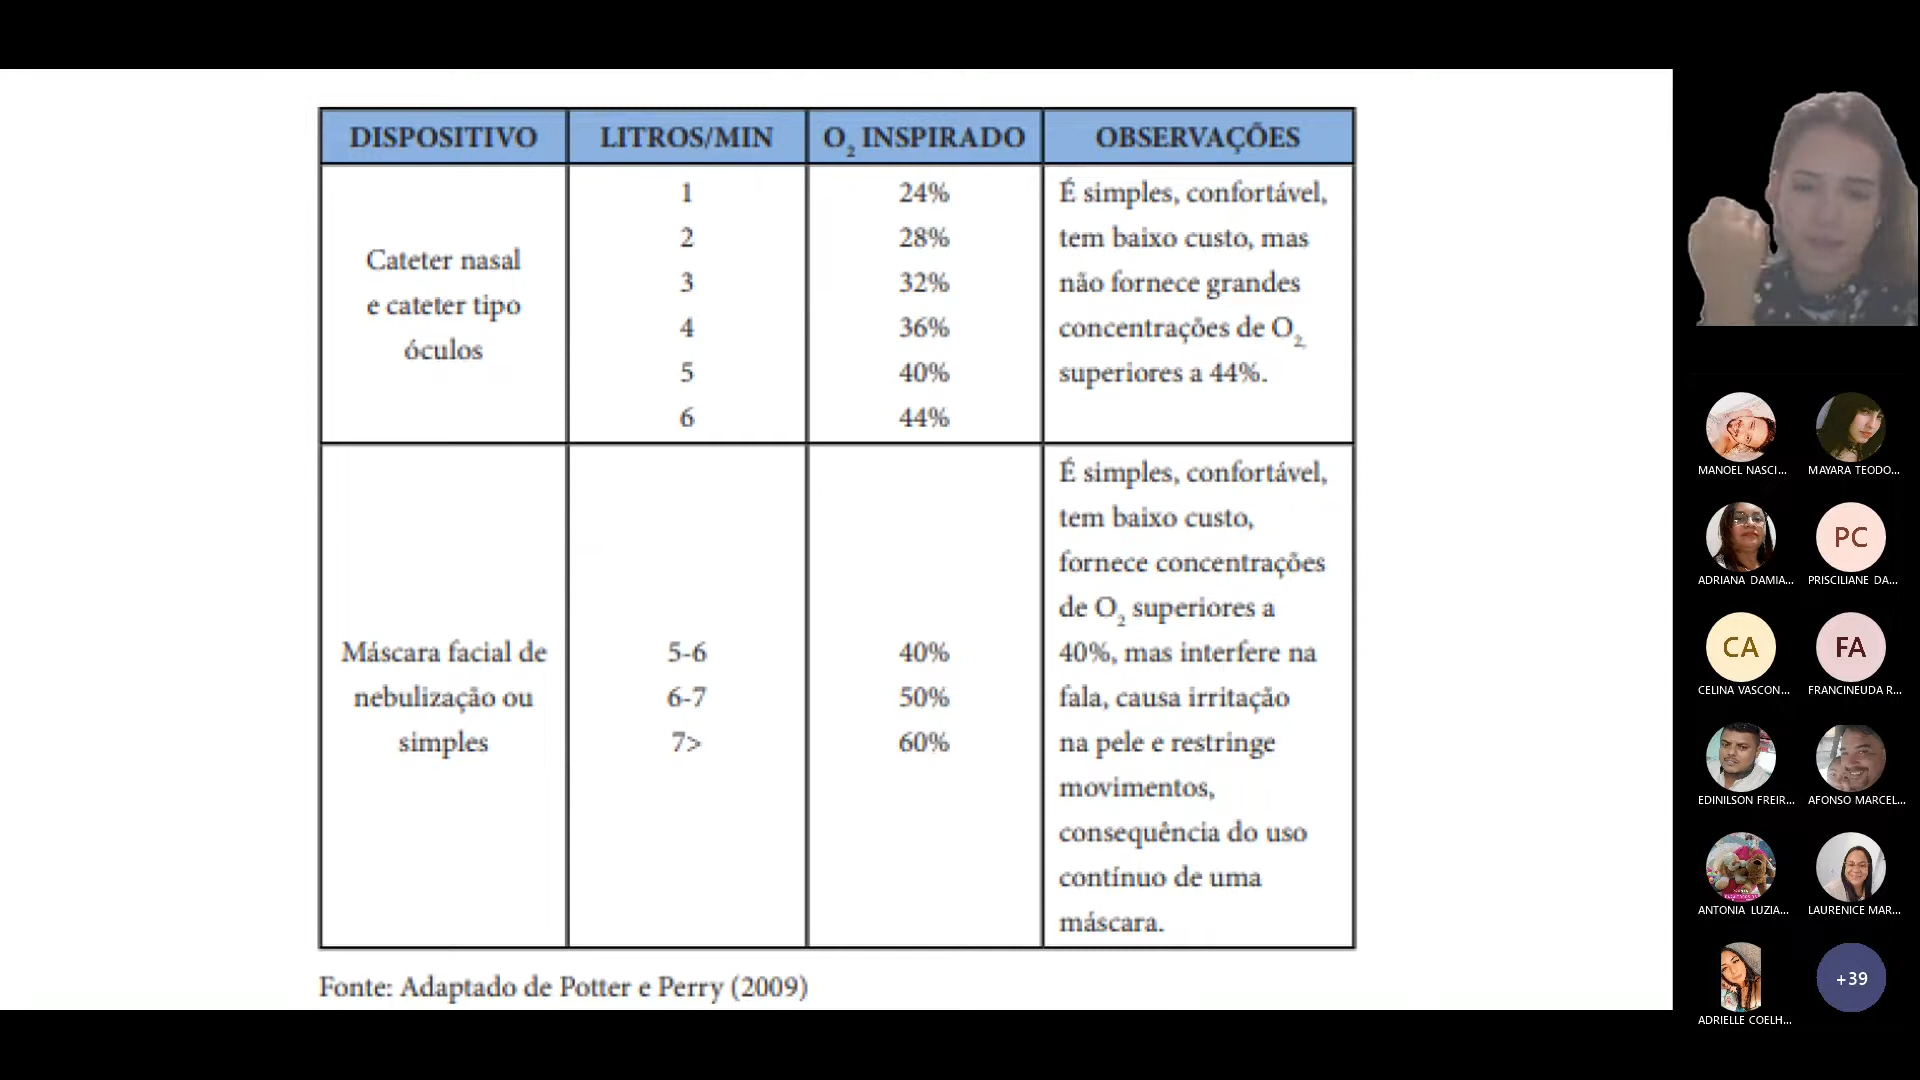 DISPOSITIVO
LITROS/MIN
O2 INSPIRADO
OBSERVAÇÕES
Cateter nasal
e cateter tipo
óculos
1
2
3
4
5
6
24%
28%
32%
36%
40%
44%
É simples, confortável,
tem baixo custo, mas
não fornece grandes
concentrações de O2,
superiores a 44%.
Máscara facial de
nebulização ou
simples
5-6
6-7
7>
40%
50%
60%
É simples, confortável,
tem baixo custo,
fornece concentrações
de O2 superiores a
40%, mas interfere na
fala, causa irritação
na pele e restringe
movimentos,
consequência do uso
contínuo de uma
máscara.
Fonte: Adaptado de Potter e Perry (2009)
MANOEL NASCI...
MAYARA TEODO...
ADRIANA DAMIA...
PC
PRISCILIANE DA...
CA
CELINA VASCON...
FA
FRANCINEUDA R...
EDINILSON FREIR...
AFONSO MARCEL...
ANTONIA LUZIA...
LAURENICE MAR...
ADRIELLE COELH...
+39